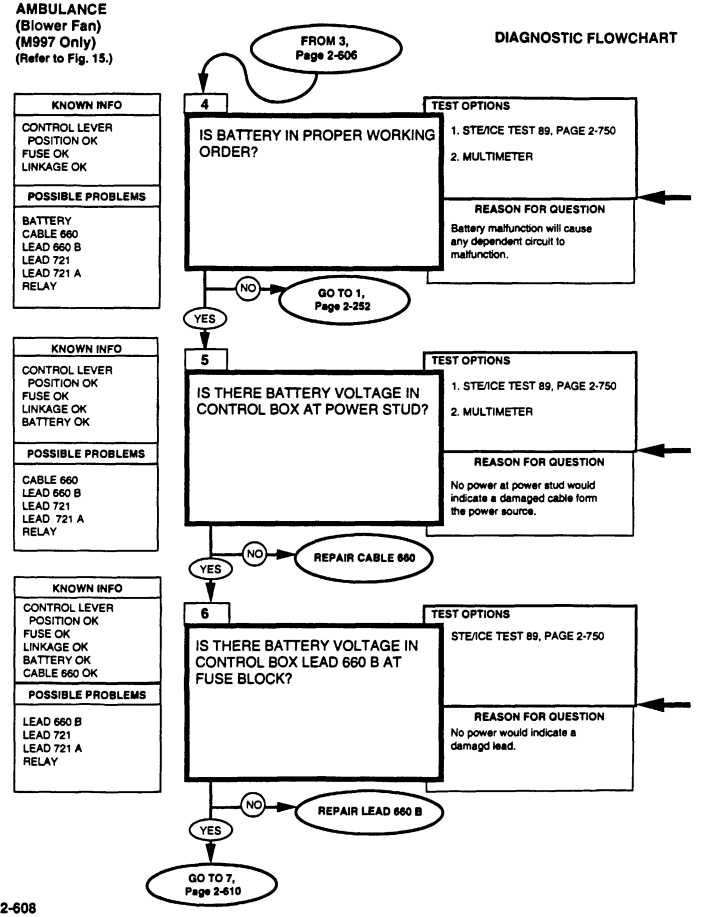 AMBULANCE
(Blower Fan)
(M997 Only)
(Refer to Fig. 15.)
FROM 3,
Page 2-606
DIAGNOSTIC FLOWCHART
KNOWN INFO
CONTROL LEVER
POSITION OK
FUSE OK
LINKAGE OK
POSSIBLE PROBLEMS
BATTERY
CABLE 660
LEAD 660 B
LEAD 721
LEAD 721 A
RELAY
4
IS BATTERY IN PROPER WORKING
ORDER?
TEST OPTIONS
1. STE/ICE TEST 89, PAGE 2-750
2. MULTIMETER
REASON FOR QUESTION
Battery malfunction will cause
any dependent circuit to
malfunction.
NO
GO TO 1,
Page 2-252
YES
KNOWN INFO
CONTROL LEVER
POSITION OK
FUSE OK
LINKAGE OK
BATTERY OK
POSSIBLE PROBLEMS
CABLE 660
LEAD 660 B
LEAD 721
LEAD 721 A
RELAY
5
IS THERE BATTERY VOLTAGE IN
CONTROL BOX AT POWER STUD?
TEST OPTIONS
1. STE/ICE TEST 89, PAGE 2-750
2. MULTIMETER
REASON FOR QUESTION
No power at power stud would
indicate a damaged cable form
the power source.
NO
REPAIR CABLE 660
YES
KNOWN INFO
CONTROL LEVER
POSITION OK
FUSE OK
LINKAGE OK
BATTERY OK
CABLE 660 OK
POSSIBLE PROBLEMS
LEAD 660 B
LEAD 721
LEAD 721 A
RELAY
6
IS THERE BATTERY VOLTAGE IN
CONTROL BOX LEAD 660 B AT
FUSE BLOCK?
TEST OPTIONS
STE/ICE TEST 89, PAGE 2-750
REASON FOR QUESTION
No power would indicate a
damagd lead.
NO
REPAIR LEAD 660 B
YES
GO TO 7,
Page 2-610
2-608